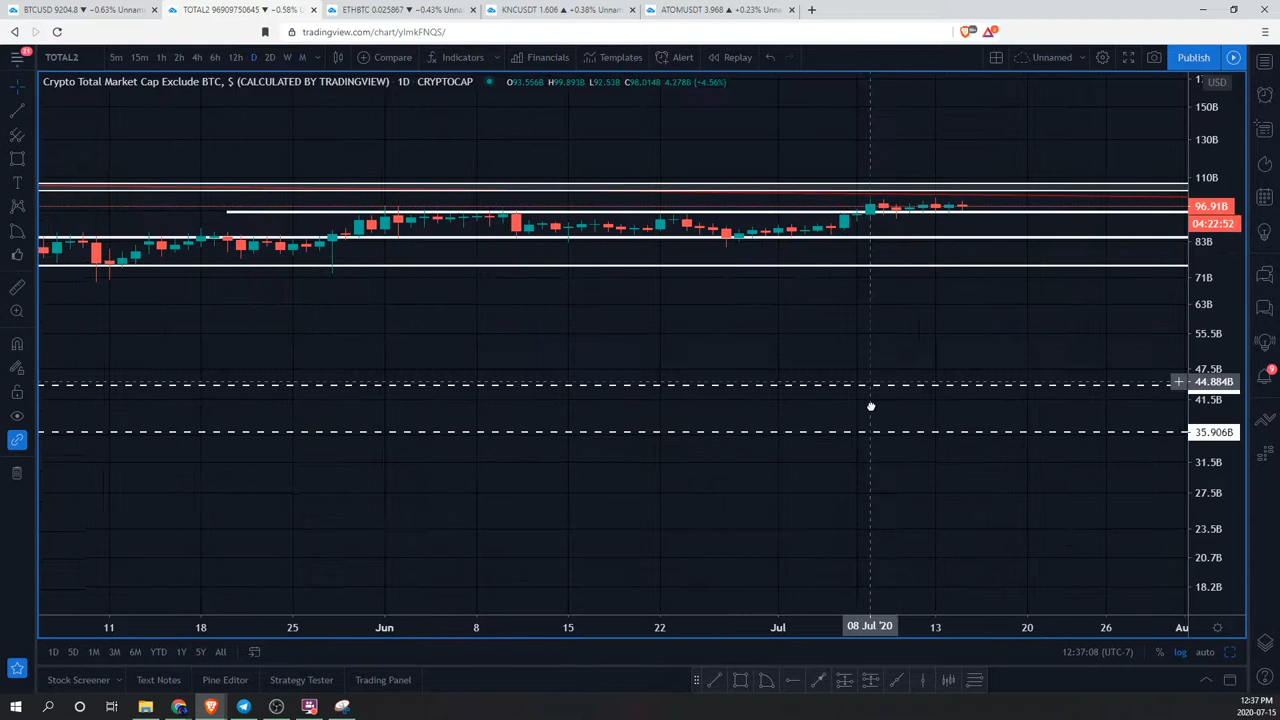 BTCUSD 9204.8 ▼ −0.63% Unnam
TOTAL2 96909750645 ▼ −0.58% U
ETHBTC 0.025867 ▼ −0.43% Unna
KNCUSDT 1.606 ▲ +0.38% Unnam
ATOMUSDT 3.968 ▲ +0.23% Unna
tradingview.com/chart/yImkFNQS/
21
TOTAL2 5m 15m 1h 2h 4h 6h 12h D 2D W M Indicators Compare Financials Templates Alert Replay Unnamed Publish
Crypto Total Market Cap Exclude BTC, $ (CALCULATED BY TRADINGVIEW) 1D CRYPTOCAP O93.556B H99.893B L92.53B C98.014B 4.278B (+4.56%)
USD
150B
130B
110B
96.91B
04:22:52
83B
71B
63B
55.5B
47.5B
44.884B
41.5B
35.906B
31.5B
27.5B
23.5B
20.7B
18.2B
9
11 18 25 Jun 8 15 22 Jul 08 Jul '20 13 20 26 Au
1D 5D 1M 3M 6M YTD 1Y 5Y All 12:37:08 (UTC-7) % log auto
Stock Screener Text Notes Pine Editor Strategy Tester Trading Panel
12:37 PM
2020-07-15